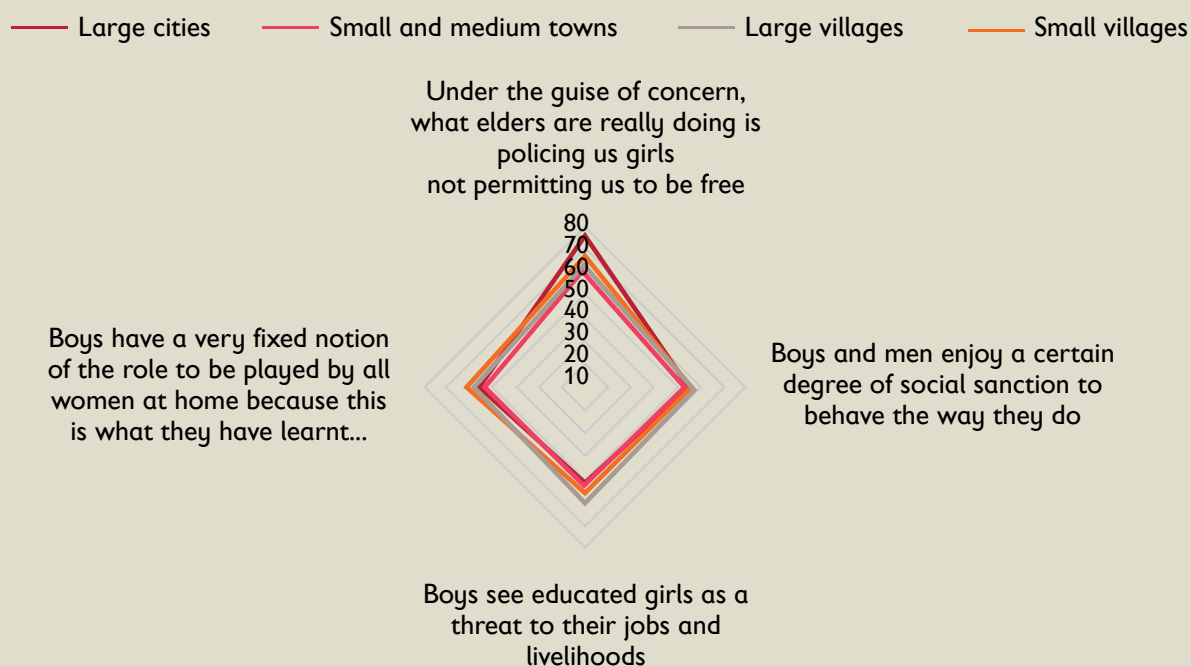 Large cities
Small and medium towns
Large villages
Small villages
Under the guise of concern,
what elders are really doing is
policing us girls
not permitting us to be free
80
70
60
50
40
30
20
10
Boys have a very fixed notion
of the role to be played by all
women at home because this
is what they have learnt...
Boys and men enjoy a certain
degree of social sanction to
behave the way they do
Boys see educated girls as a
threat to their jobs and
livelihoods